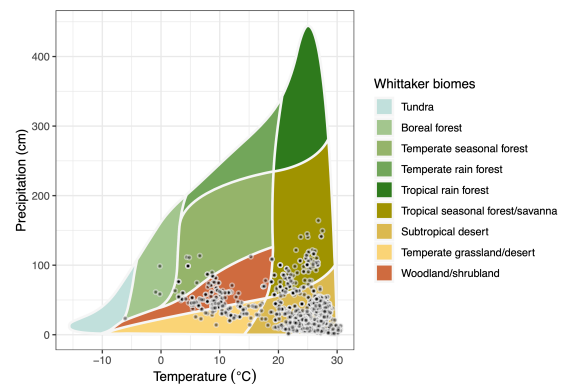 Precipitation (cm)
400
300
200
100
0
−10
0
10
20
30
Temperature (°C)
Whittaker biomes
Tundra
Boreal forest
Temperate seasonal forest
Temperate rain forest
Tropical rain forest
Tropical seasonal forest/savanna
Subtropical desert
Temperate grassland/desert
Woodland/shrubland